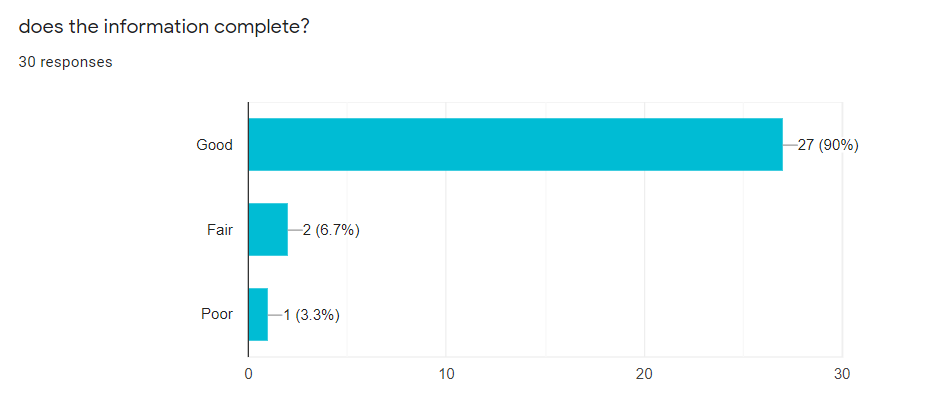 does the information complete?
30 responses
Good
27 (90%)
Fair
2 (6.7%)
Poor
1 (3.3%)
0
10
20
30